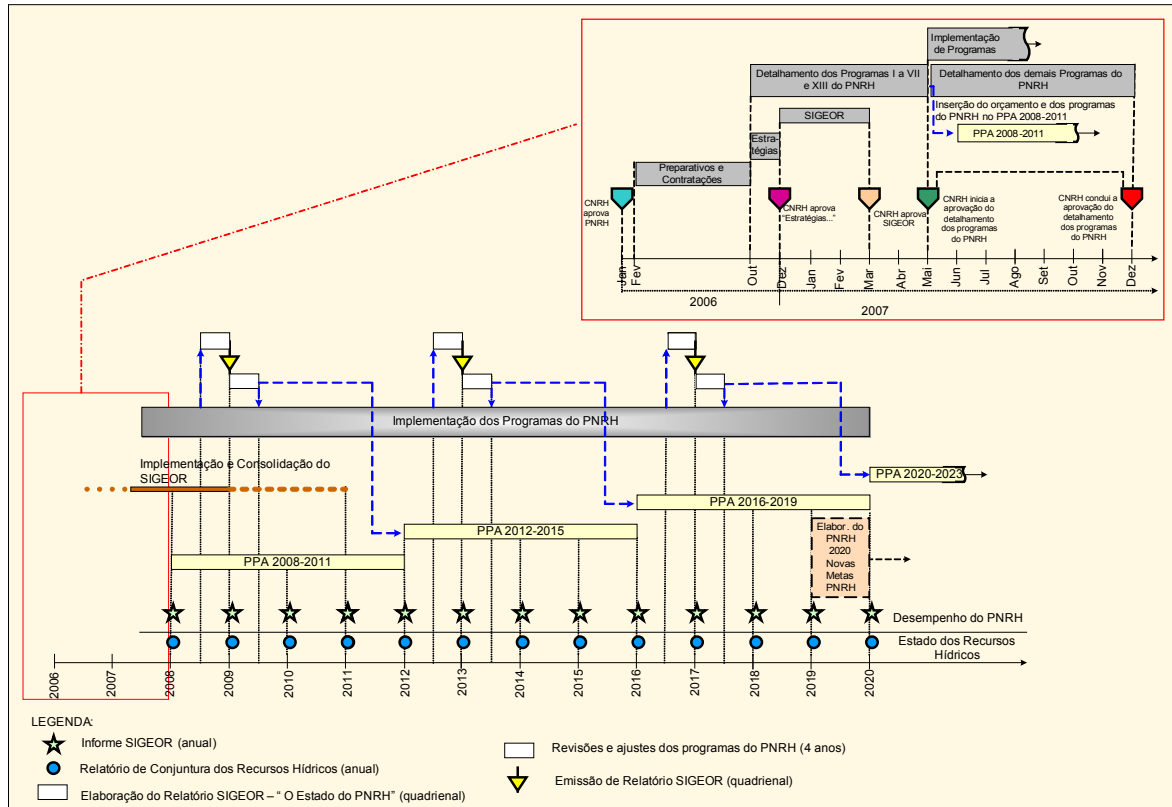 Implementação
de Programas
Detalhamento dos Programas I a VII
e XIII do PNRH
Detalhamento dos demais Programas do
PNRH
Inserção do orçamento e dos programas
do PNRH no PPA 2008-2011
SIGEOR
PPA 2008-2011
Estra-
tégias
Preparativos e
Contratações
CNRH
aprova
PNRH
CNRH aprova
“Estratégias...”
CNRH aprova
SIGEOR
CNRH inicia a
aprovação do
detalhamento
dos programas
do PNRH
CNRH conclui a
aprovação do
detalhamento
dos programas
do PNRH
Jan
Fev
Out
Dez
Jan
Fev
Mar
Abr
Mai
Jun
Jul
Ago
Set
Out
Nov
Dez
2006
2007
Implementação dos Programas do PNRH
Implementação e Consolidação do
SIGEOR
PPA 2020-2023
PPA 2016-2019
PPA 2012-2015
PPA 2008-2011
Elabor. do
PNRH
2020
Novas
Metas
PNRH
Desempenho do PNRH
Estado dos Recursos
Hídricos
2006
2007
2008
2009
2010
2011
2012
2013
2014
2015
2016
2017
2018
2019
2020
LEGENDA:
Informe SIGEOR (anual)
Relatório de Conjuntura dos Recursos Hídricos (anual)
Elaboração do Relatório SIGEOR – “ O Estado do PNRH” (quadrienal)
Revisões e ajustes dos programas do PNRH (4 anos)
Emissão de Relatório SIGEOR (quadrienal)